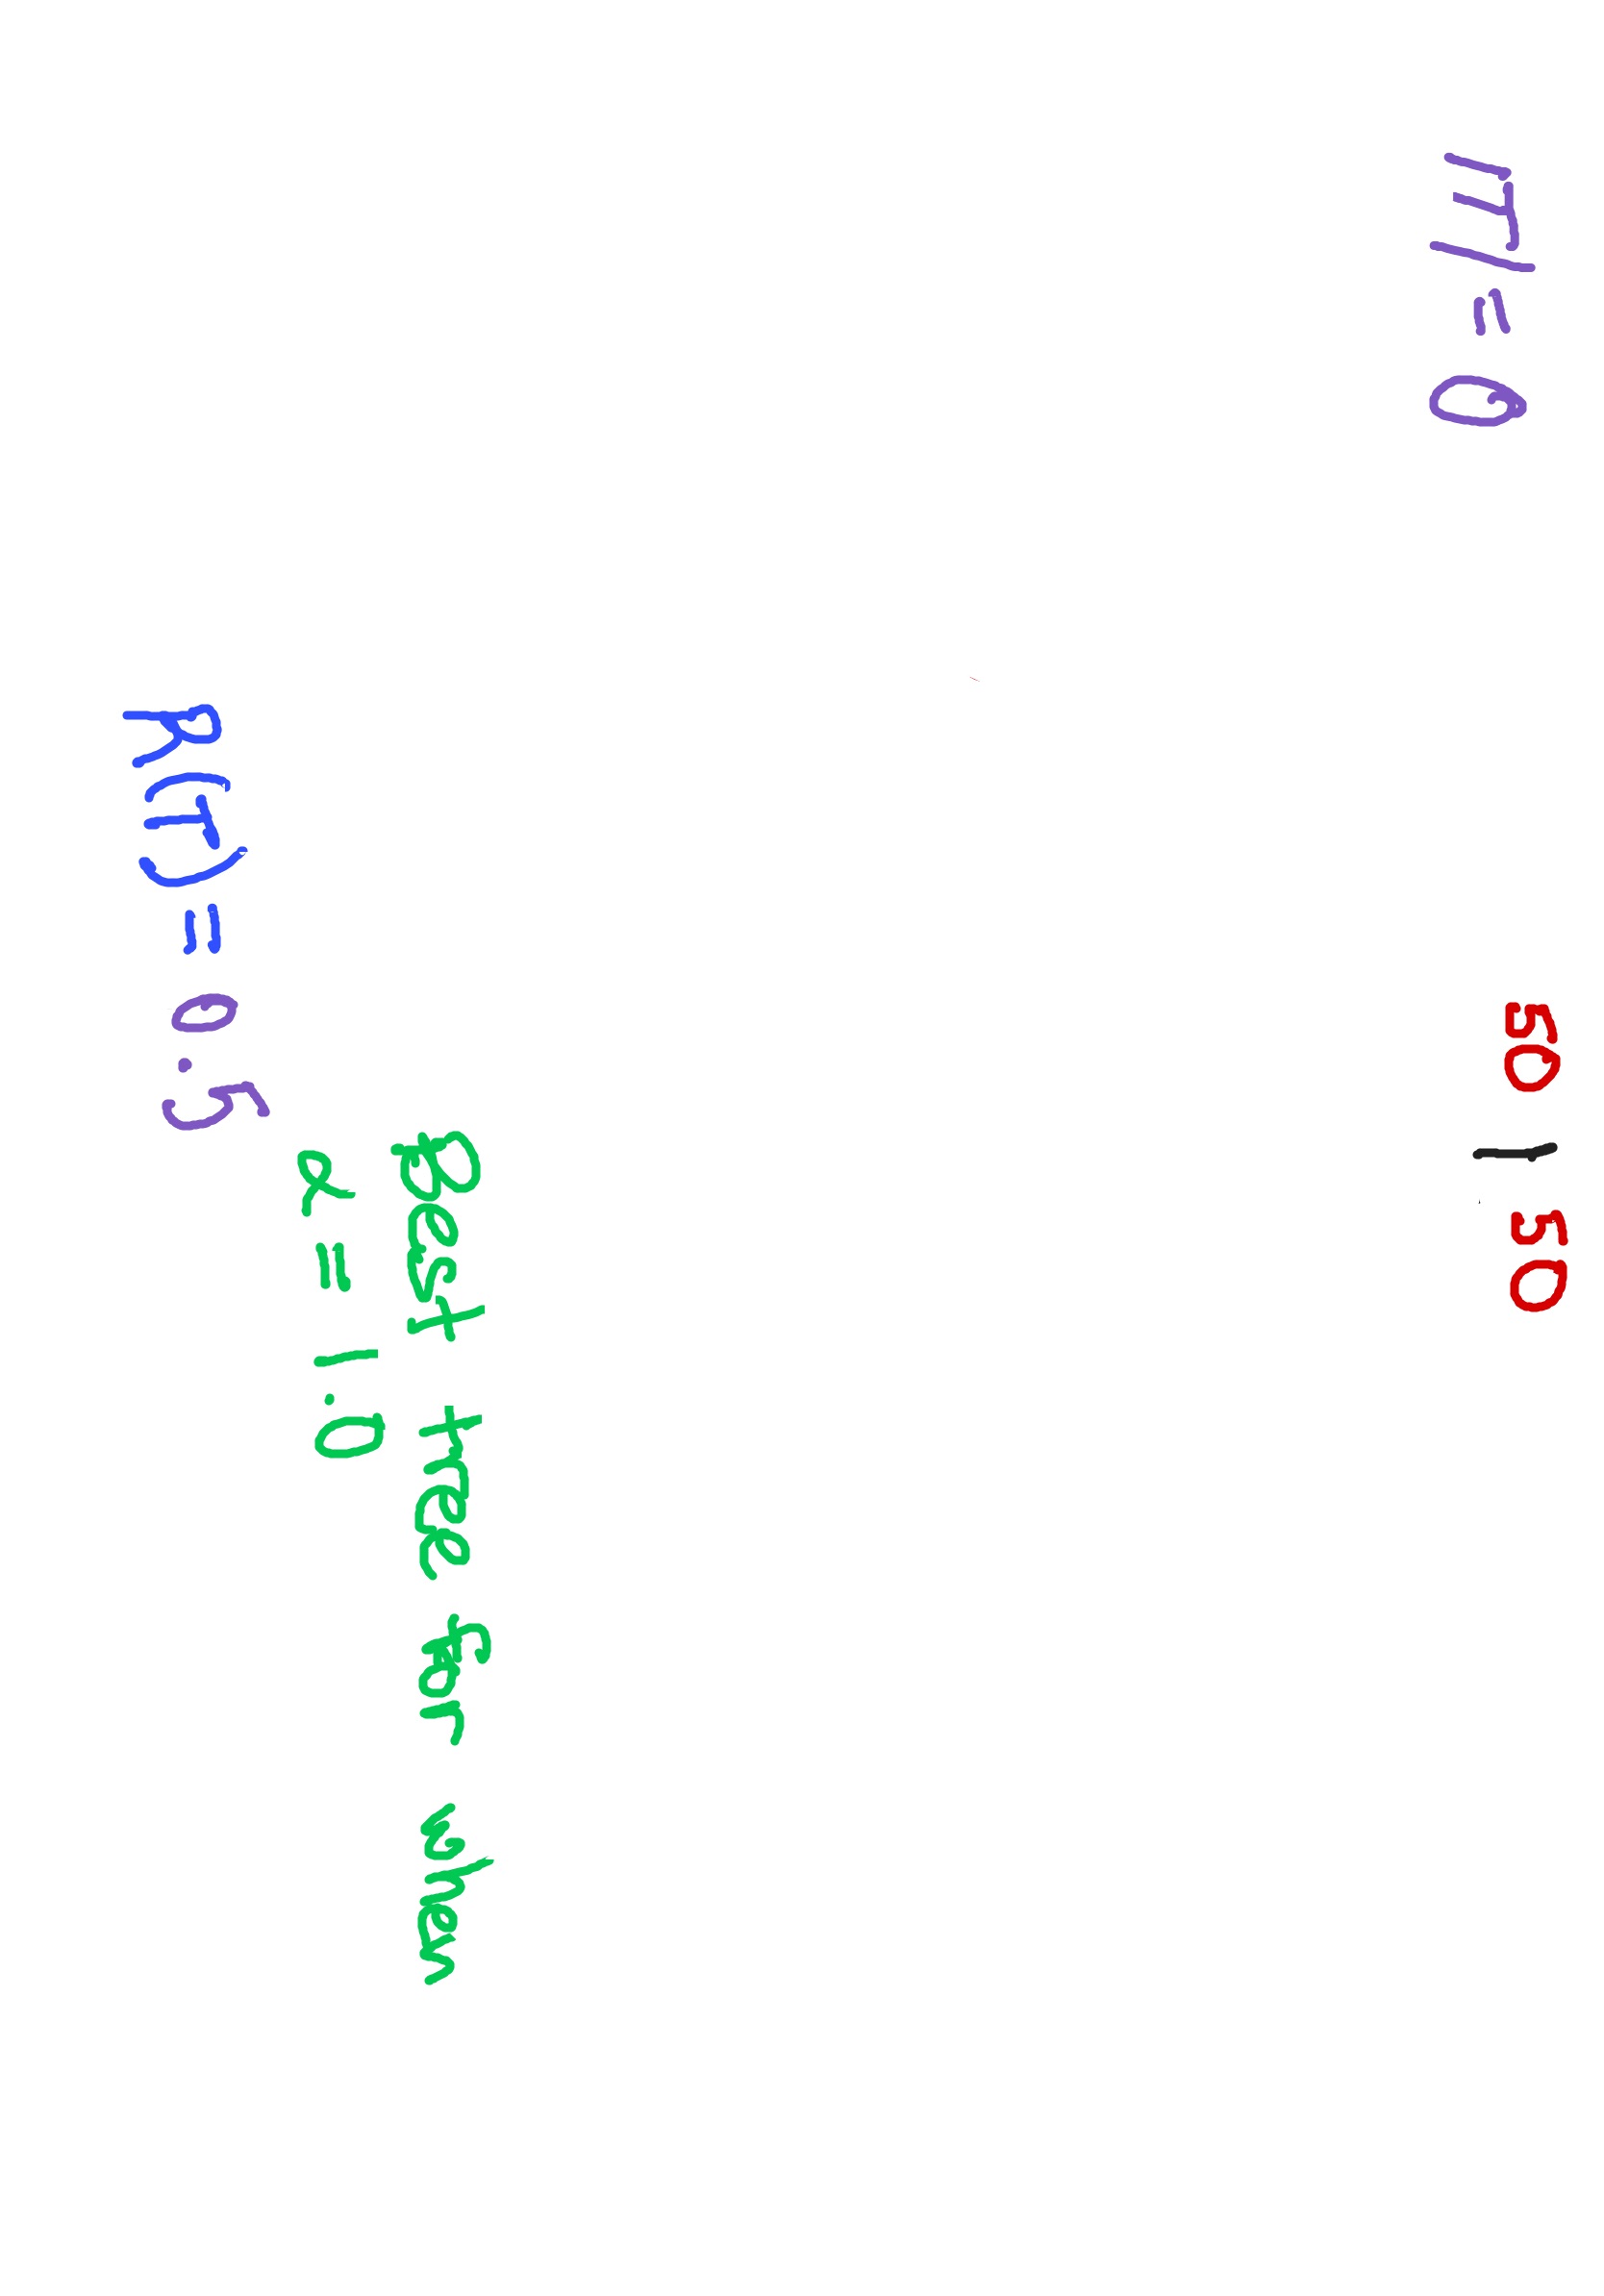 |T| = 0
50 | 50
Best tree for when
α = 1.0
R(T) = 0.5